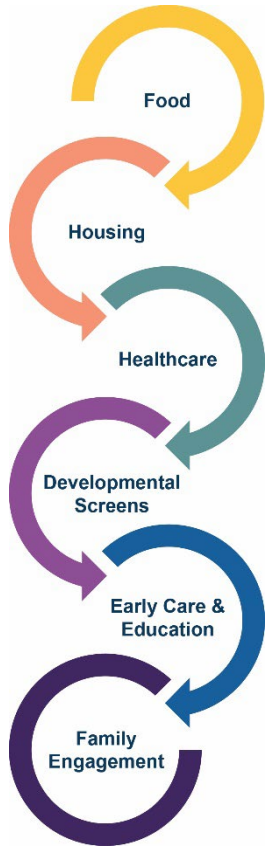 Food
Housing
Healthcare
Developmental
Screens
Early Care &
Education
Family
Engagement